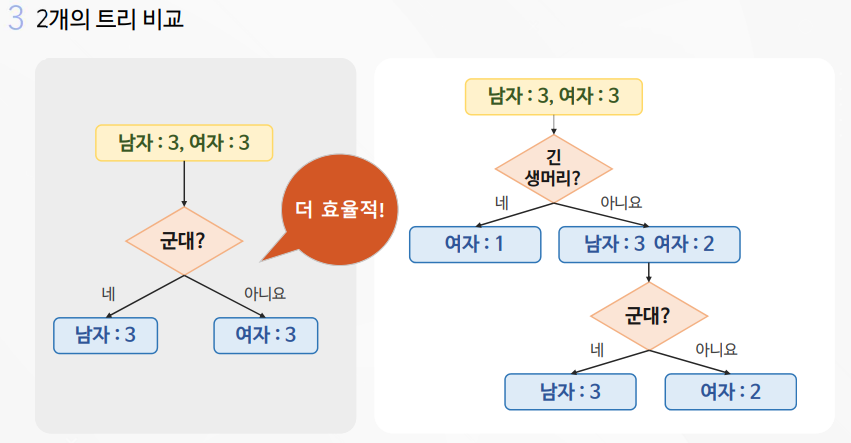 3 2개의 트리 비교
남자 : 3, 여자 : 3
군대?
네
아니요
남자 : 3
여자 : 3
더 효율적!
남자 : 3, 여자 : 3
긴
생머리?
네
아니요
여자 : 1
남자 : 3 여자 : 2
군대?
네
아니요
남자 : 3
여자 : 2